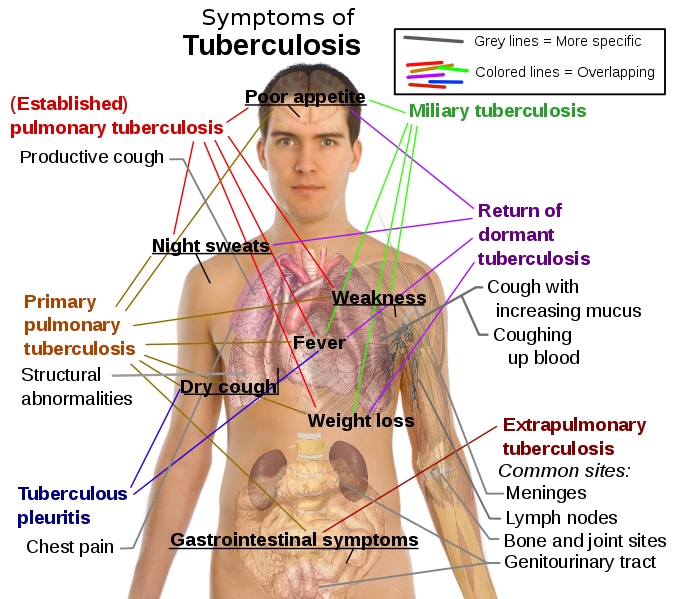 Symptoms of
Tuberculosis
Grey lines = More specific
Colored lines = Overlapping
Poor appetite
(Established)
pulmonary tuberculosis
Productive cough
Miliary tuberculosis
Night sweats
Return of
dormant
tuberculosis
Cough with
increasing mucus
Coughing
up blood
Weakness
Primary
pulmonary
tuberculosis
Structural
abnormalities
Fever
Dry cough
Weight loss
Extrapulmonary
tuberculosis
Common sites:
Meninges
Lymph nodes
Bone and joint sites
Genitourinary tract
Tuberculous
pleuritis
Chest pain
Gastrointestinal symptoms